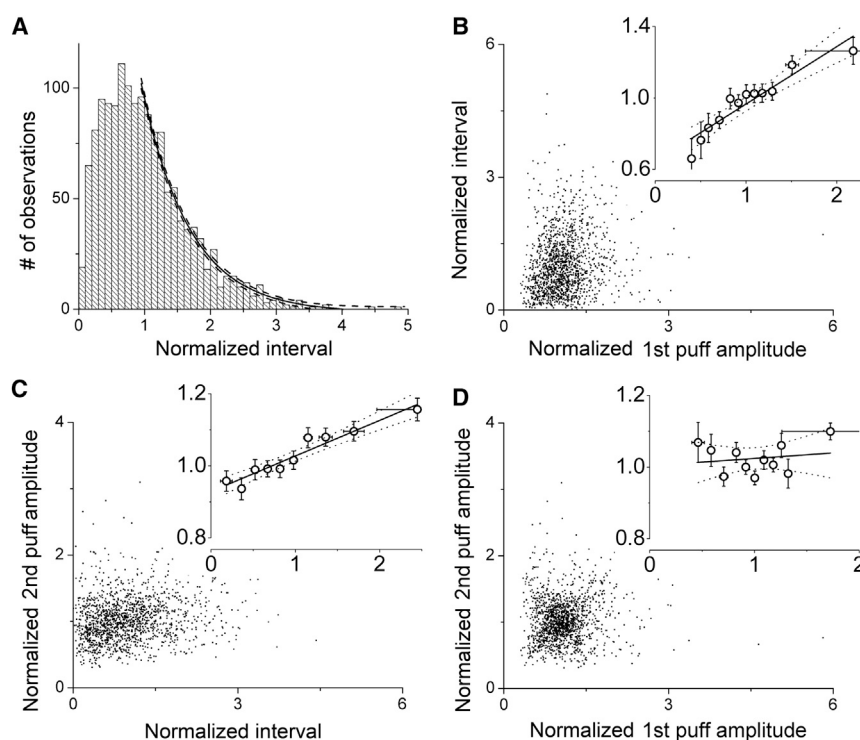 A
100
50
0
# of observations
0 1 2 3 4 5
Normalized interval
B
6
3
0
Normalized interval
0 3 6
Normalized 1st puff amplitude
1.4
1.0
0.6
0 1 2
C
4
2
0
Normalized 2nd puff amplitude
0 3 6
Normalized interval
1.2
1.0
0.8
0 1 2
D
4
2
0
Normalized 2nd puff amplitude
0 3 6
Normalized 1st puff amplitude
1.2
1.0
0.8
0 1 2